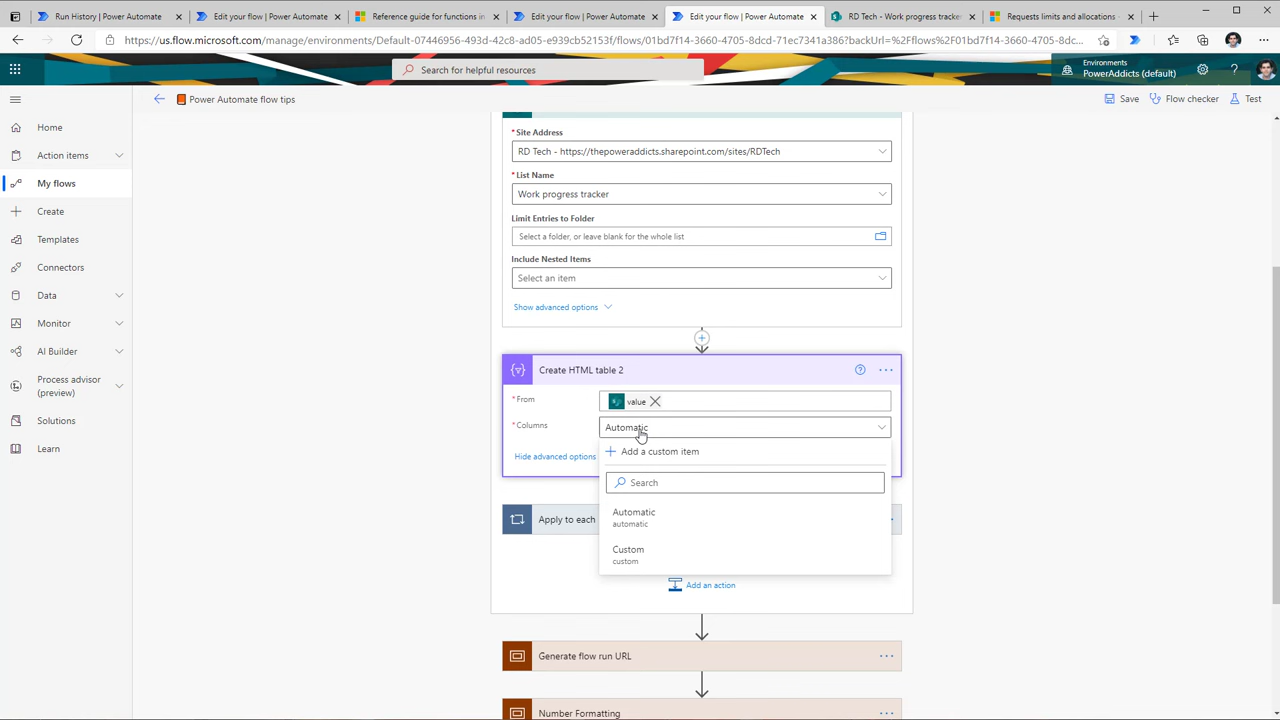 Run History | Power Automate
Edit your flow | Power Automate
Reference guide for functions in
Edit your flow | Power Automate
Edit your flow | Power Automate
RD Tech - Work progress tracker
Requests limits and allocations -
https://us.flow.microsoft.com/manage/environments/Default-07446956-493d-42c8-ad05-e939cb52153f/flows/01bd7f14-3660-4705-8dcd-71ec7341a386?backUrl=%2Fflows%2F01bd7f14-3660-4705-8dc...
Search for helpful resources
Environments
PowerAddicts (default)
Power Automate flow tips
Save
Flow checker
Test
Home
Action items
My flows
Create
Templates
Connectors
Data
Monitor
AI Builder
Process advisor
(preview)
Solutions
Learn
* Site Address
RD Tech - https://thepoweraddicts.sharepoint.com/sites/RDTech
* List Name
Work progress tracker
Limit Entries to Folder
Select a folder, or leave blank for the whole list
Include Nested Items
Select an item
Show advanced options
Create HTML table 2
* From
value
* Columns
Automatic
Hide advanced options
Add a custom item
Search
Automatic
automatic
Custom
custom
Apply to each
Add an action
Generate flow run URL
Number Formatting